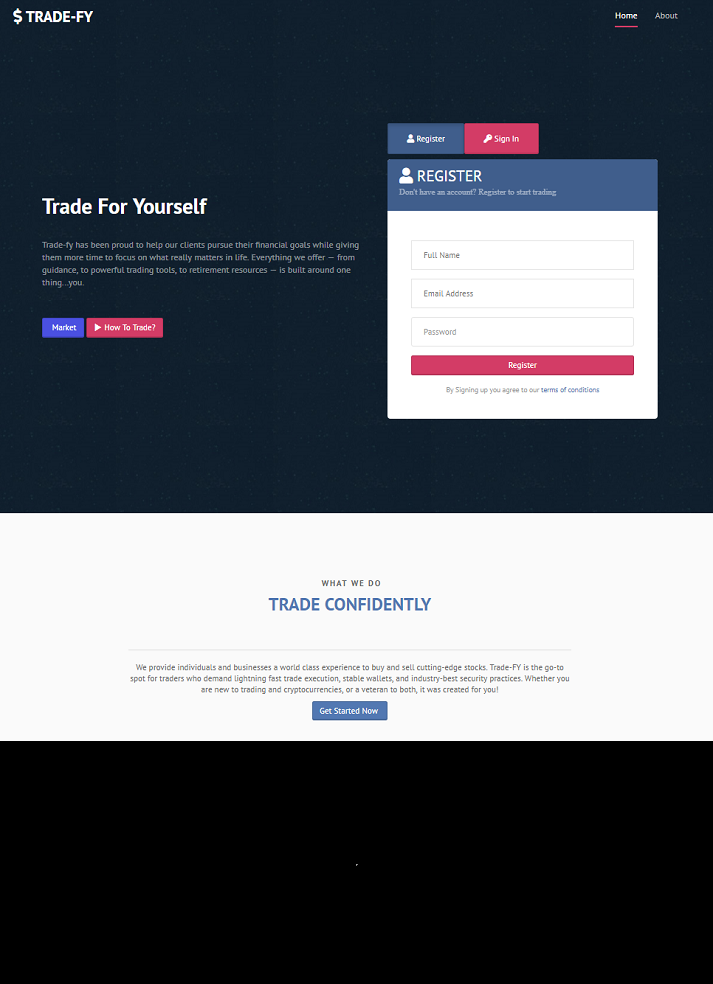 $ TRADE-FY
Home About
Register Sign In
REGISTER
Don't have an account? Register to start trading.
Trade For Yourself
Trade-fy has been proud to help our clients pursue their financial goals while giving
them more time to focus on what really matters in life. Everything we offer — from
guidance, to powerful trading tools, to retirement resources — is built around one
thing...you.
Market How To Trade?
Full Name
Email Address
Password
Register
By Signing up you agree to our terms of conditions
WHAT WE DO
TRADE CONFIDENTLY
We provide individuals and businesses a world class experience to buy and sell cutting-edge stocks. Trade-FY is the go-to
spot for traders who demand lightning fast trade execution, stable wallets, and industry-best security practices. Whether you
are new to trading and cryptocurrencies, or a veteran to both, it was created for you!
Get Started Now